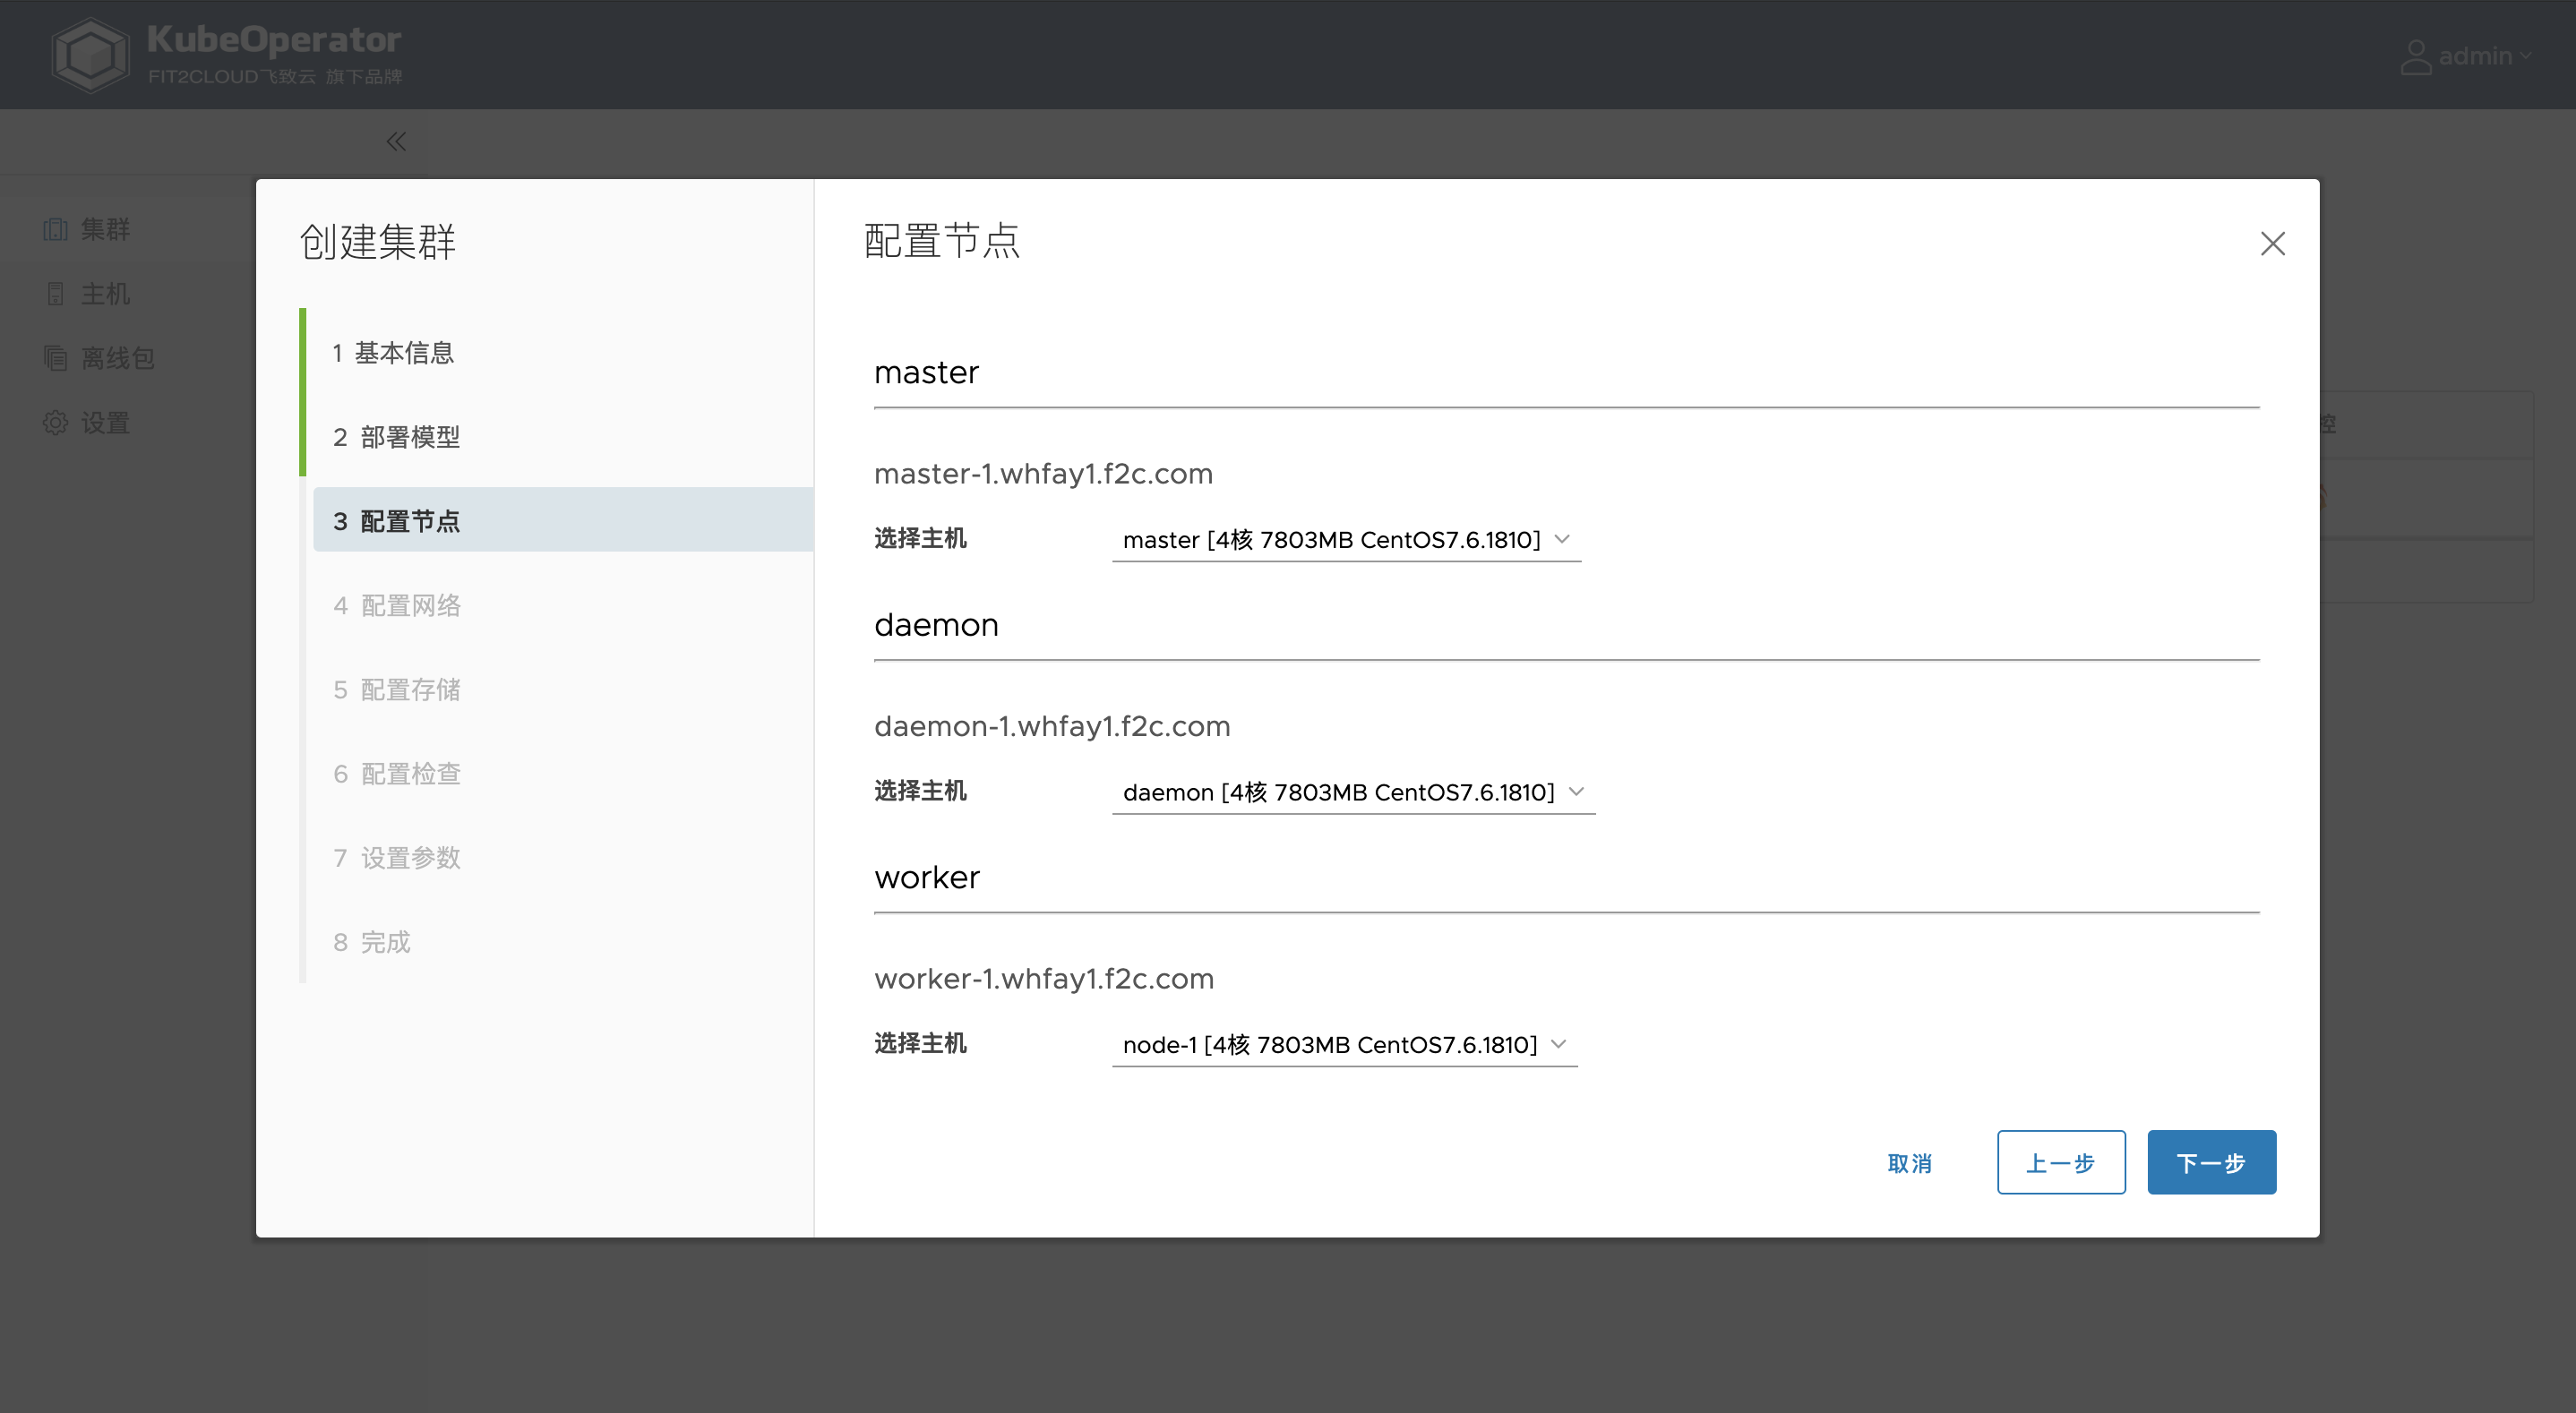 KubeOperator
FIT2CLOUD飞致云 旗下品牌
admin
集群
主机
离线包
设置
创建集群
1 基本信息
2 部署模型
3 配置节点
4 配置网络
5 配置存储
6 配置检查
7 设置参数
8 完成
配置节点
master
master-1.whfay1.f2c.com
选择主机 master [4核 7803MB CentOS7.6.1810]
daemon
daemon-1.whfay1.f2c.com
选择主机 daemon [4核 7803MB CentOS7.6.1810]
worker
worker-1.whfay1.f2c.com
选择主机 node-1 [4核 7803MB CentOS7.6.1810]
取消 上一步 下一步
控